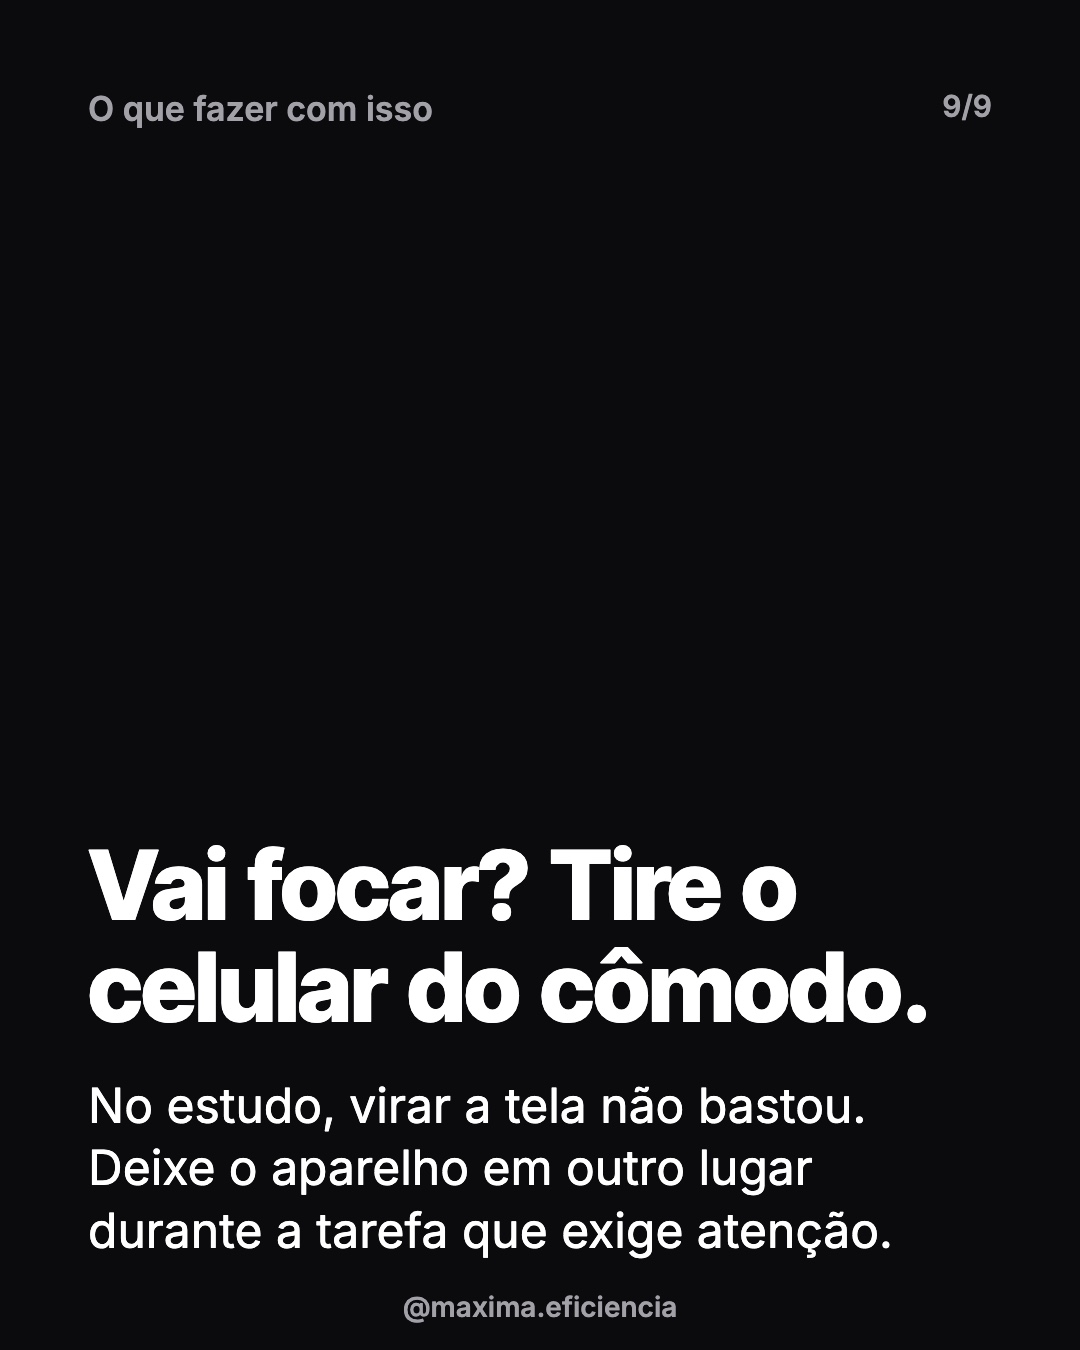 O que fazer com isso
9/9
Vai focar? Tire o
celular do cômodo.
No estudo, virar a tela não bastou.
Deixe o aparelho em outro lugar
durante a tarefa que exige atenção.
@maxima.eficiencia